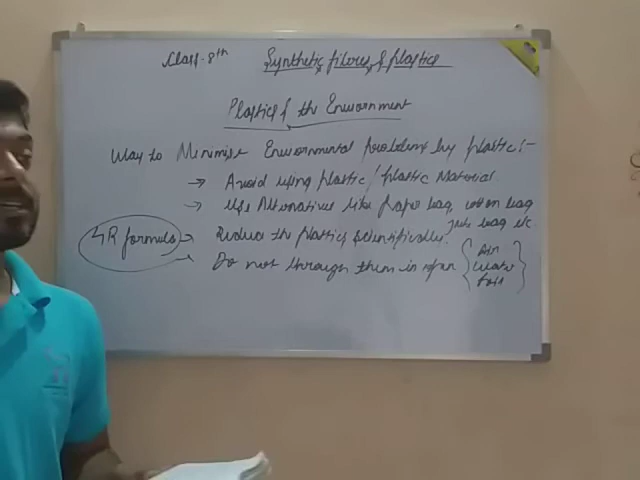 Class-8th Synthetic fibres & plastics
Plastics & the Environment
Way to Minimise Environmental problems by plastic:-
→ Avoid using plastic/plastic Material
→ Use Alternatives like paper bag, cotton bag
Jute bag etc
4R formula → Reduce the plastics scientifically.
→ Do not through them in open { Air
Water
Soil }